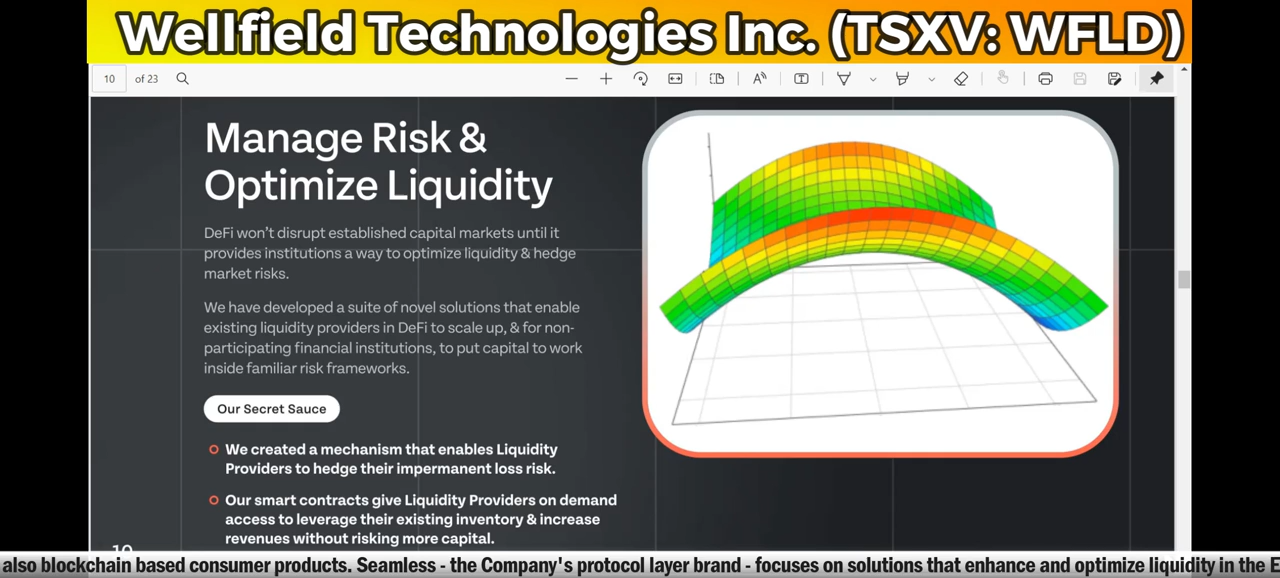 Wellfield Technologies Inc. (TSXV: WFLD)
10 of 23
Manage Risk &
Optimize Liquidity
DeFi won't disrupt established capital markets until it
provides institutions a way to optimize liquidity & hedge
market risks.
We have developed a suite of novel solutions that enable
existing liquidity providers in DeFi to scale up, & for non-
participating financial institutions, to put capital to work
inside familiar risk frameworks.
Our Secret Sauce
We created a mechanism that enables Liquidity
Providers to hedge their impermanent loss risk.
Our smart contracts give Liquidity Providers on demand
access to leverage their existing inventory & increase
revenues without risking more capital.
also blockchain based consumer products. Seamless - the Company's protocol layer brand - focuses on solutions that enhance and optimize liquidity in the E